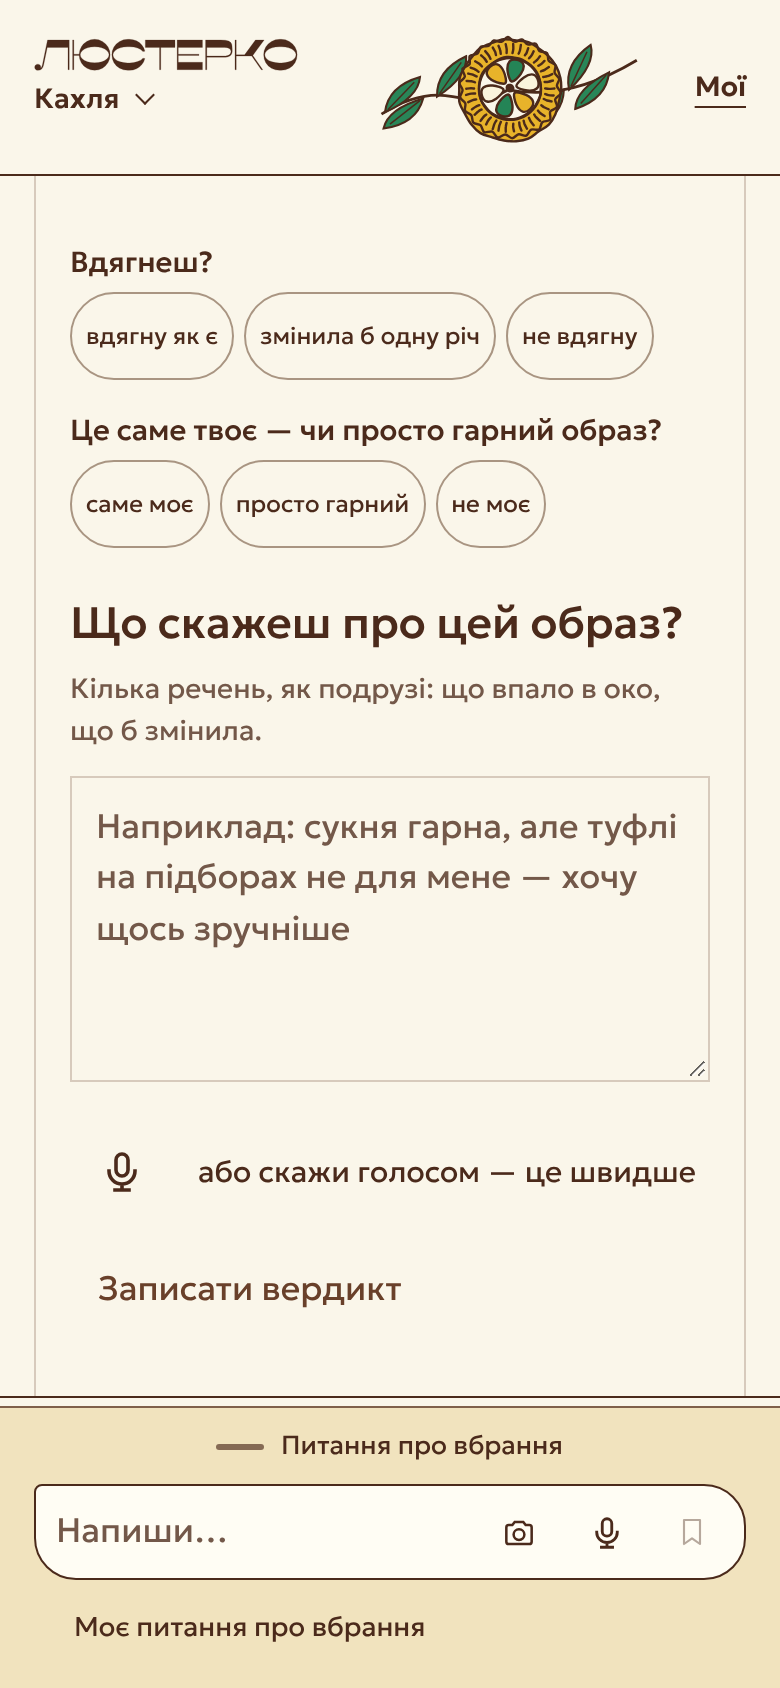 ЛЮСТЕРКО
Кахля
Мої
Вдягнеш?
вдягну як є
змінила б одну річ
не вдягну
Це саме твоє — чи просто гарний образ?
саме моє
просто гарний
не моє
Що скажеш про цей образ?
Кілька речень, як подрузі: що впало в око,
що б змінила.
Наприклад: сукня гарна, але туфлі
на підборах не для мене — хочу
щось зручніше
або скажи голосом — це швидше
Записати вердикт
Питання про вбрання
Напиши...
Моє питання про вбрання